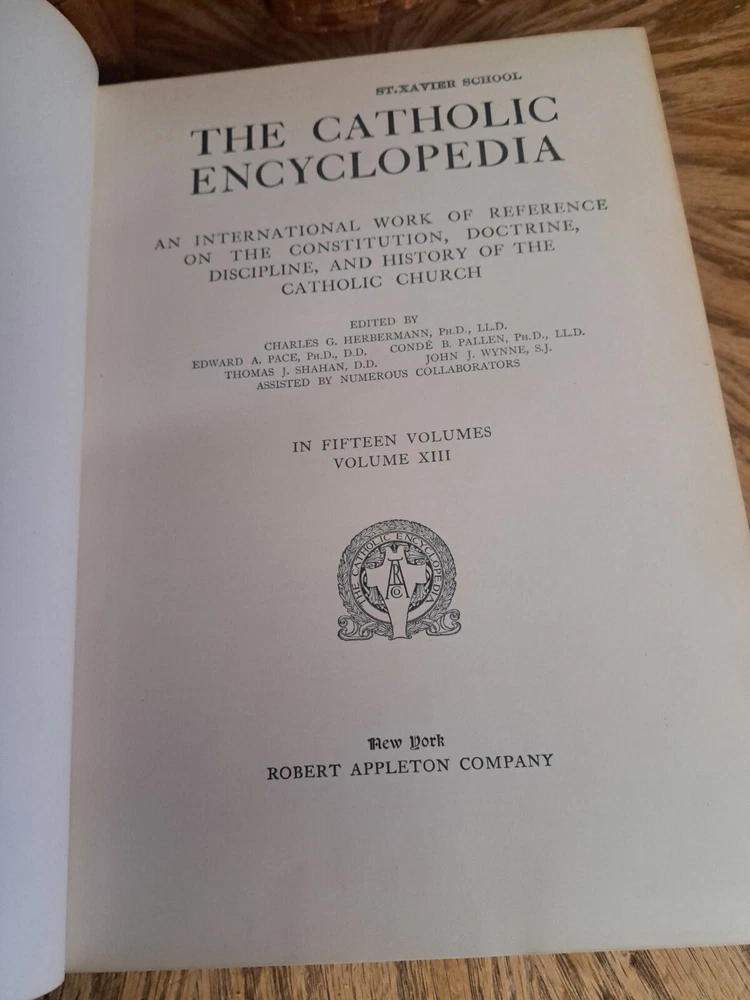 ST. XAVIER SCHOOL
THE CATHOLIC
ENCYCLOPEDIA
AN INTERNATIONAL WORK OF REFERENCE
ON THE CONSTITUTION, DOCTRINE,
DISCIPLINE, AND HISTORY OF THE
CATHOLIC CHURCH
EDITED BY
CHARLES G. HERBERMANN, PH.D., LL.D.
EDWARD A. PACE, PH.D., D.D. CONDÉ B. PALLEN, PH.D., LL.D.
THOMAS J. SHAHAN, D.D. JOHN J. WYNNE, S.J.
ASSISTED BY NUMEROUS COLLABORATORS
IN FIFTEEN VOLUMES
VOLUME XIII
THE CATHOLIC ENCYCLOPEDIA
RA
CO
New York
ROBERT APPLETON COMPANY